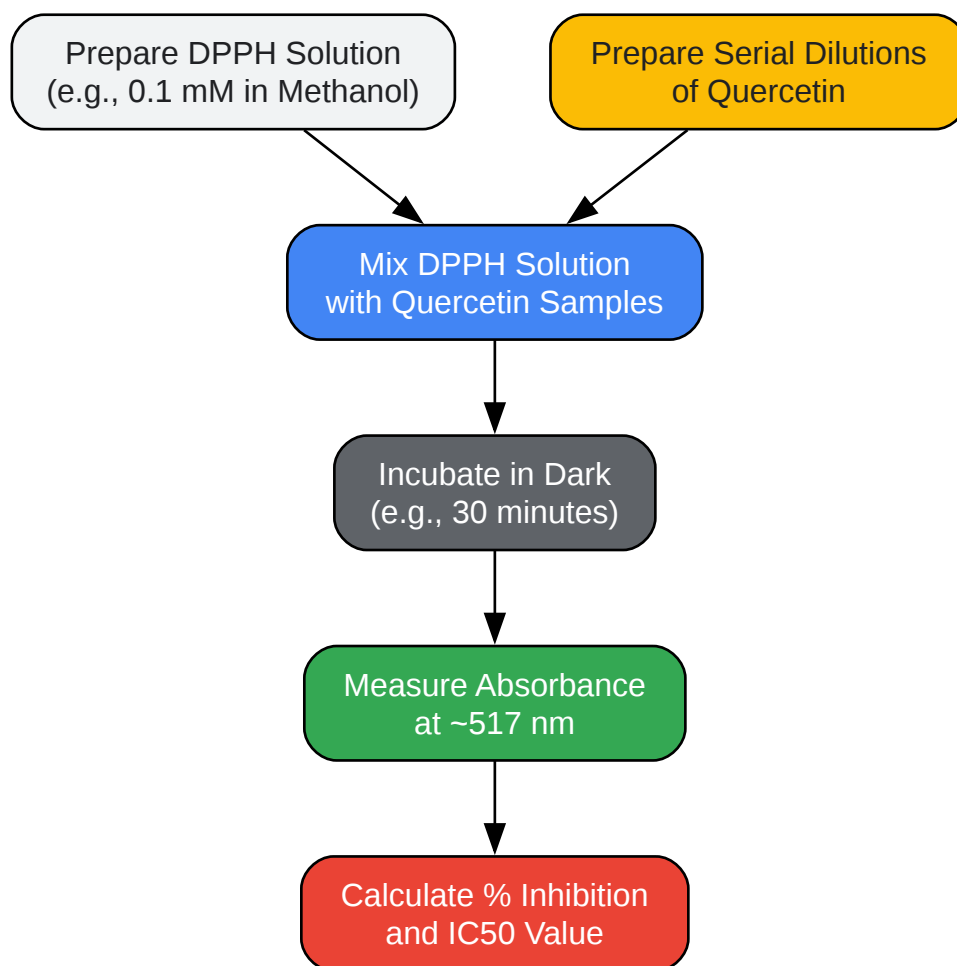 Prepare DPPH Solution
(e.g., 0.1 mM in Methanol)
Prepare Serial Dilutions
of Quercetin
Mix DPPH Solution
with Quercetin Samples
Incubate in Dark
(e.g., 30 minutes)
Measure Absorbance
at ~517 nm
Calculate % Inhibition
and IC50 Value